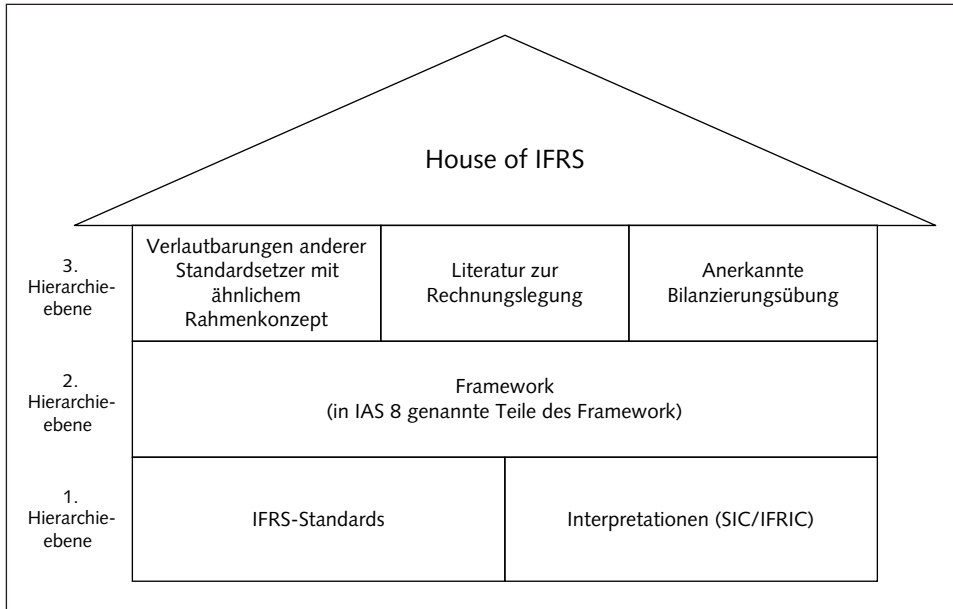 House of IFRS
3.
Hierarchie-
ebene
Verlautbarungen anderer
Standardsetzer mit
ähnlichem
Rahmenkonzept
Literatur zur
Rechnungslegung
Anerkannte
Bilanzierungsübung
2.
Hierarchie-
ebene
Framework
(in IAS 8 genannte Teile des Framework)
1.
Hierarchie-
ebene
IFRS-Standards
Interpretationen (SIC/IFRIC)